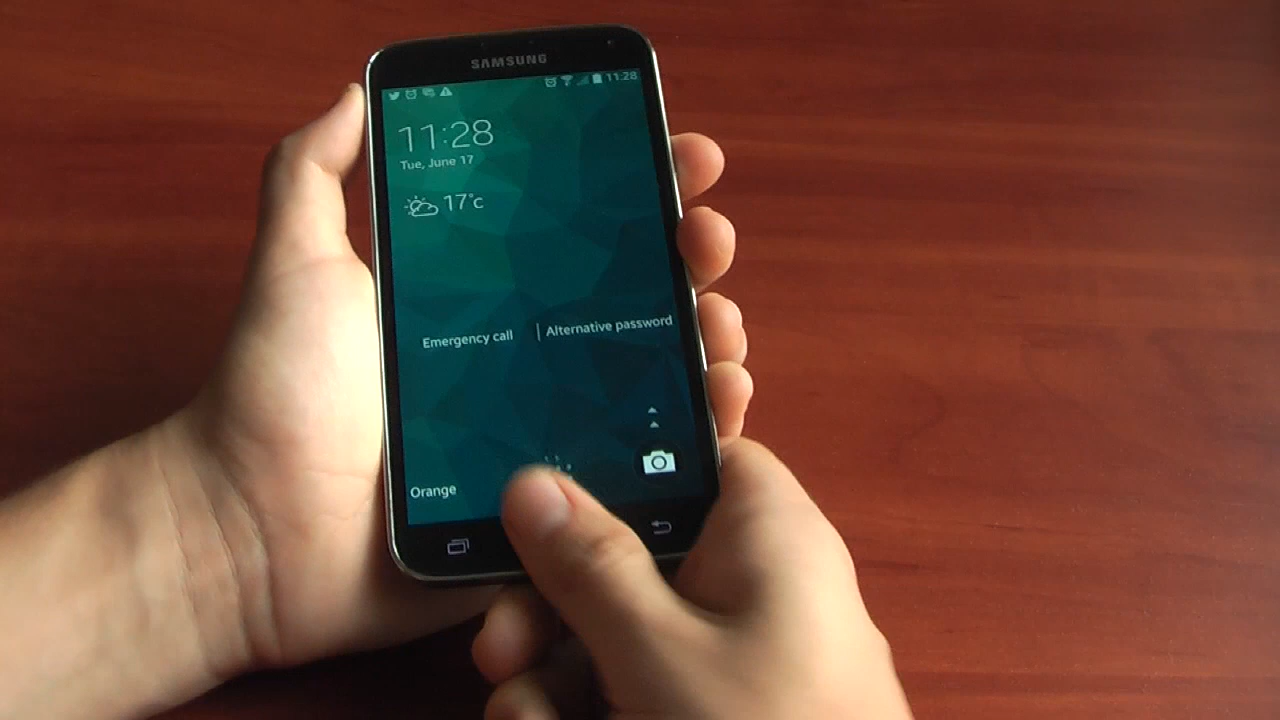 SAMSUNG
11:28
11:28
Tue, June 17
17°c
Emergency call | Alternative password
Orange